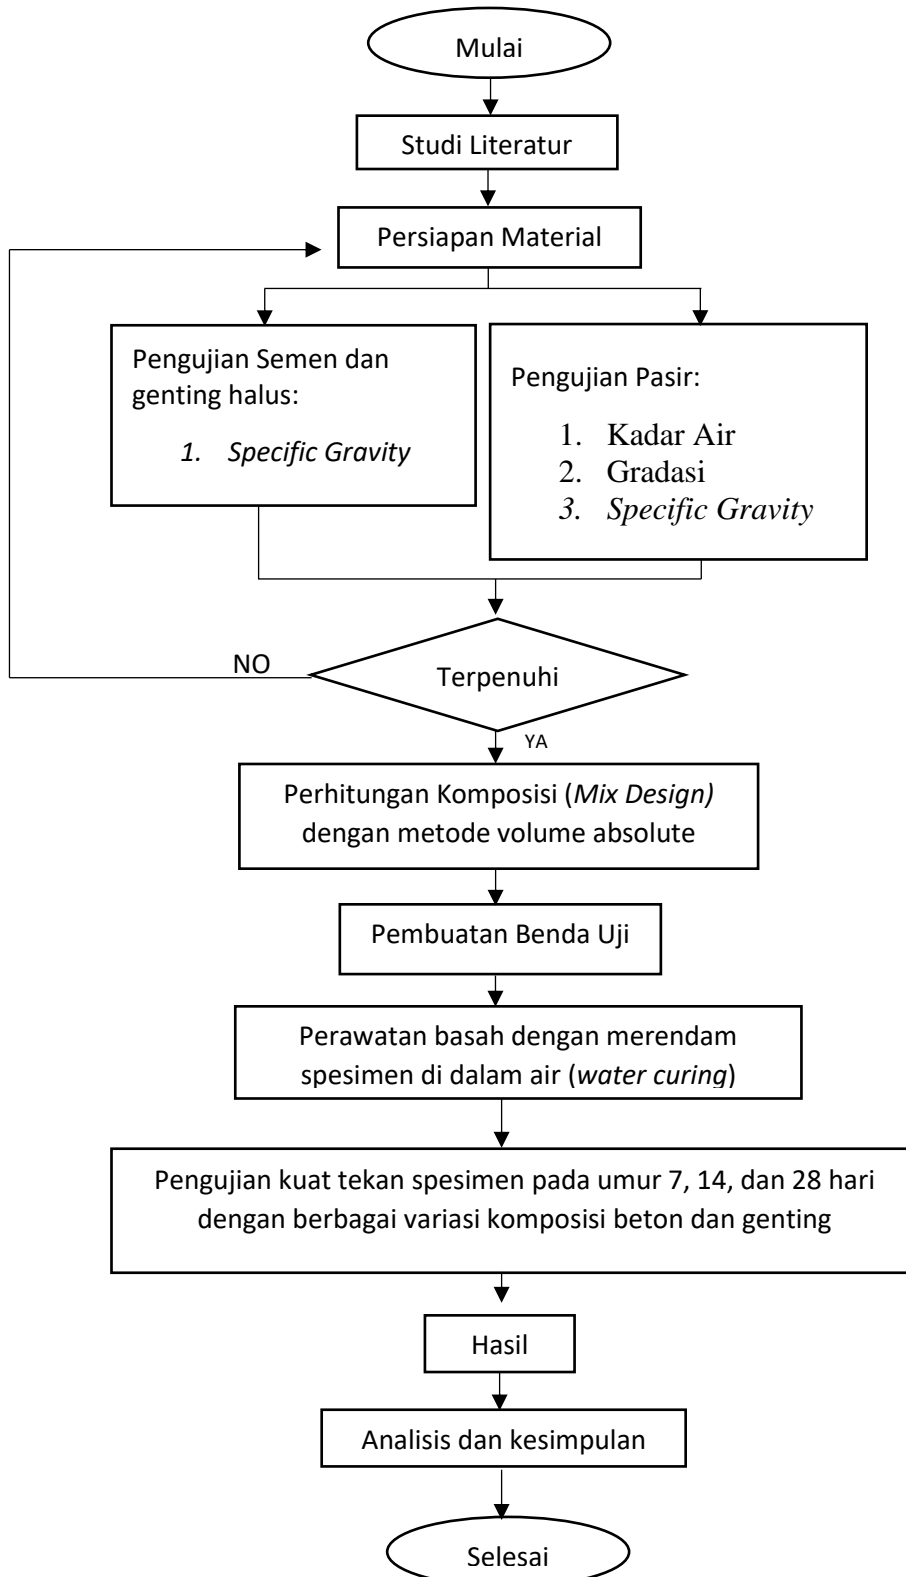 Mulai
Studi Literatur
Persiapan Material
Pengujian Semen dan
genting halus:
1. Specific Gravity
Pengujian Pasir:
1. Kadar Air
2. Gradasi
3. Specific Gravity
NO
Terpenuhi
YA
Perhitungan Komposisi (Mix Design)
dengan metode volume absolute
Pembuatan Benda Uji
Perawatan basah dengan merendam
spesimen di dalam air (water curing)
Pengujian kuat tekan spesimen pada umur 7, 14, dan 28 hari
dengan berbagai variasi komposisi beton dan genting
Hasil
Analisis dan kesimpulan
Selesai